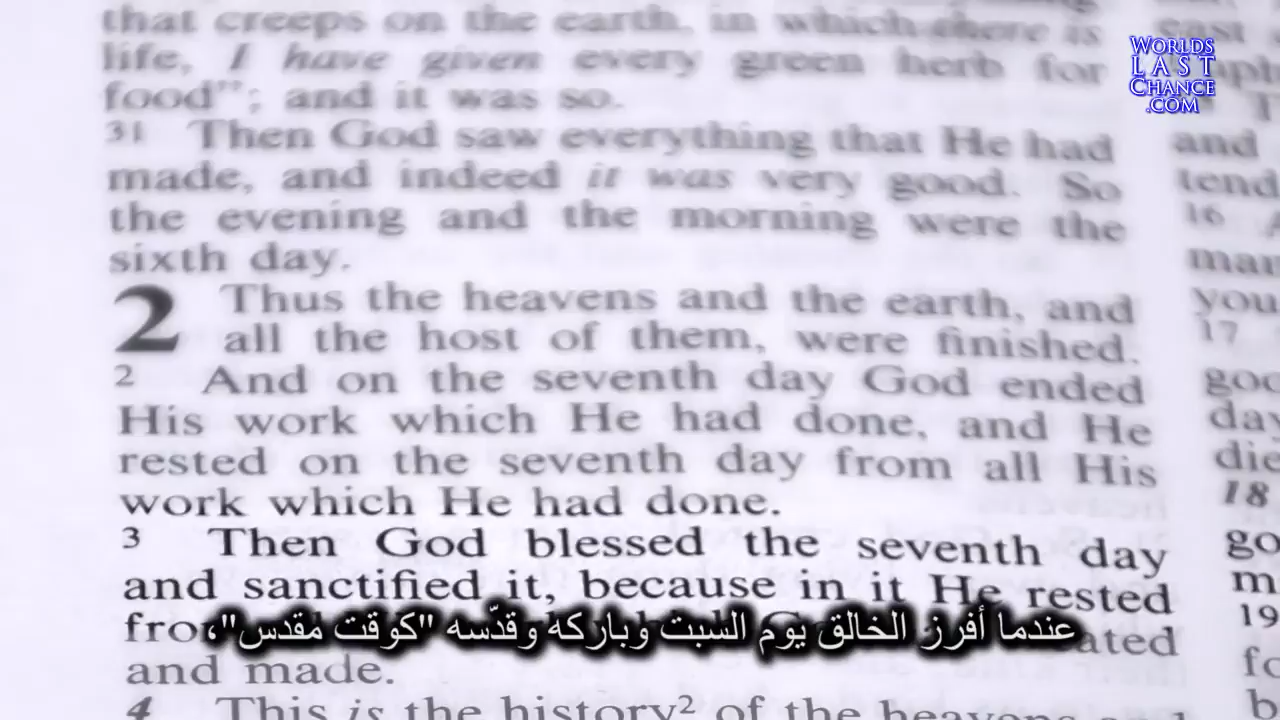 that creeps on the earth, in which there is
life, I have given every green herb for
food"; and it was so.
31 Then God saw everything that He had
made, and indeed it was very good. So
the evening and the morning were the
sixth day.
2 Thus the heavens and the earth, and
all the host of them, were finished.
2 And on the seventh day God ended
His work which He had done, and He
rested on the seventh day from all His
work which He had done.
3 Then God blessed the seventh day
and sanctified it, because in it He rested
عندما أفرز الخالق يوم السبت وباركه وقدّسه "كوقت مقدس"،
and made.
4 This is the history2 of the heavens and
east
and
tend
16
man
you
17
day
die
18
19
WORLDS
LAST
CHANCE
.COM